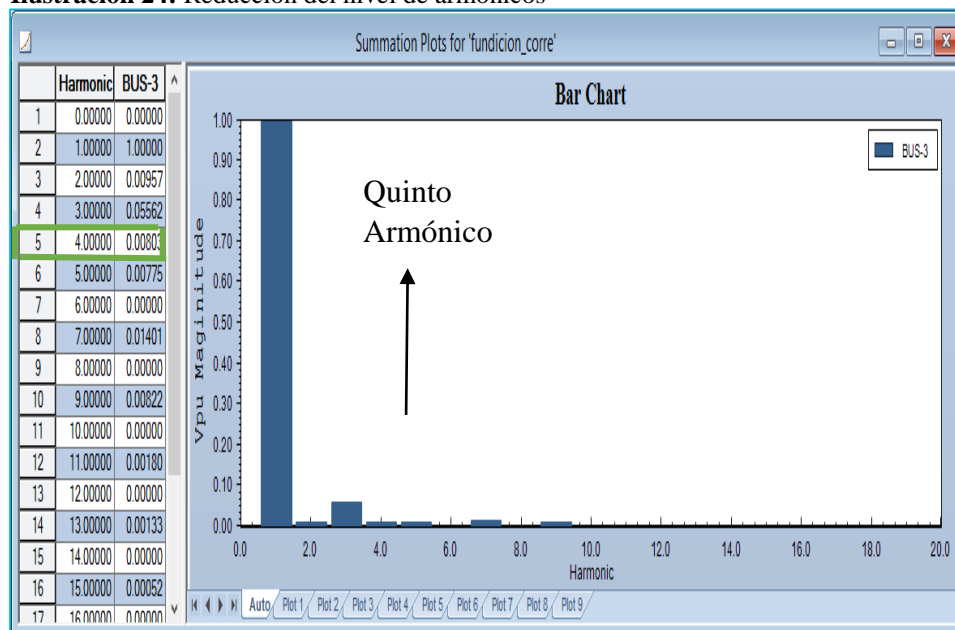 Ilustración 24: Reducción del nivel de armónicos
Summation Plots for 'fundicion_corre'
Harmonic BUS-3
1 0.00000 0.00000
2 1.00000 1.00000
3 2.00000 0.00957
4 3.00000 0.05562
5 4.00000 0.00803
6 5.00000 0.00775
7 6.00000 0.00000
8 7.00000 0.01401
9 8.00000 0.00000
10 9.00000 0.00822
11 10.00000 0.00000
12 11.00000 0.00180
13 12.00000 0.00000
14 13.00000 0.00133
15 14.00000 0.00000
16 15.00000 0.00052
17 16.00000 0.00000
Bar Chart
BUS-3
Quinto
Armónico
Vpu Maginitude
1.00
0.90
0.80
0.70
0.60
0.50
0.40
0.30
0.20
0.10
0.00
0.0 2.0 4.0 6.0 8.0 10.0 12.0 14.0 16.0 18.0 20.0
Harmonic
Auto Plot 1 Plot 2 Plot 3 Plot 4 Plot 5 Plot 6 Plot 7 Plot 8 Plot 9